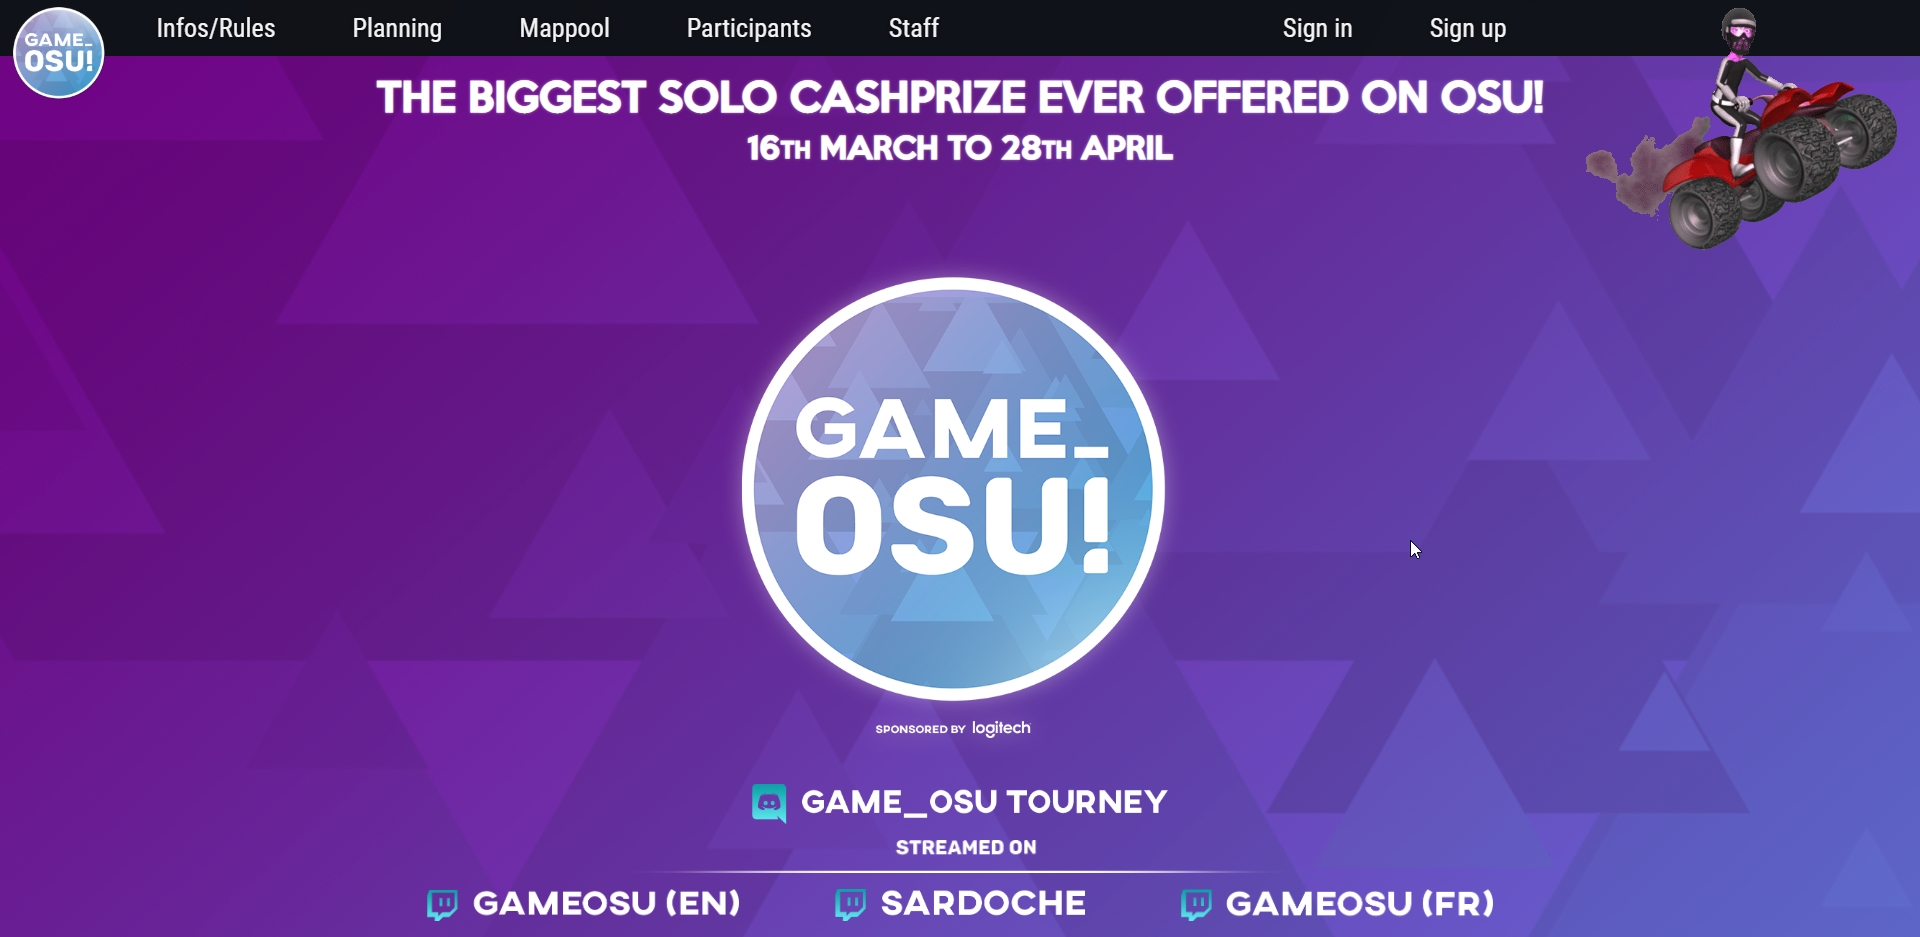 Infos/Rules Planning Mappool Participants Staff Sign in Sign up
GAME_
OSU!
THE BIGGEST SOLO CASHPRIZE EVER OFFERED ON OSU!
16TH MARCH TO 28TH APRIL
GAME_
OSU!
SPONSORED BY logitech
GAME_OSU TOURNEY
STREAMED ON
GAMEOSU (EN) SARDOCHE GAMEOSU (FR)